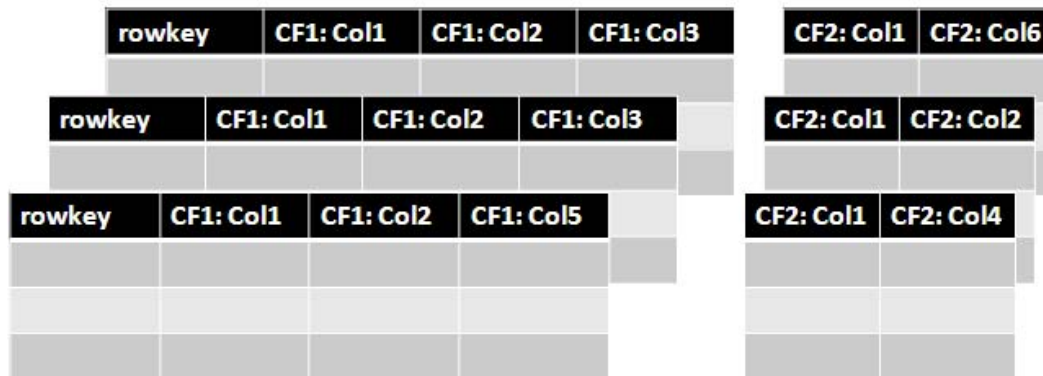 rowkey CF1: Col1 CF1: Col2 CF1: Col3 CF2: Col1 CF2: Col6
rowkey CF1: Col1 CF1: Col2 CF1: Col3 CF2: Col1 CF2: Col2
rowkey CF1: Col1 CF1: Col2 CF1: Col5 CF2: Col1 CF2: Col4